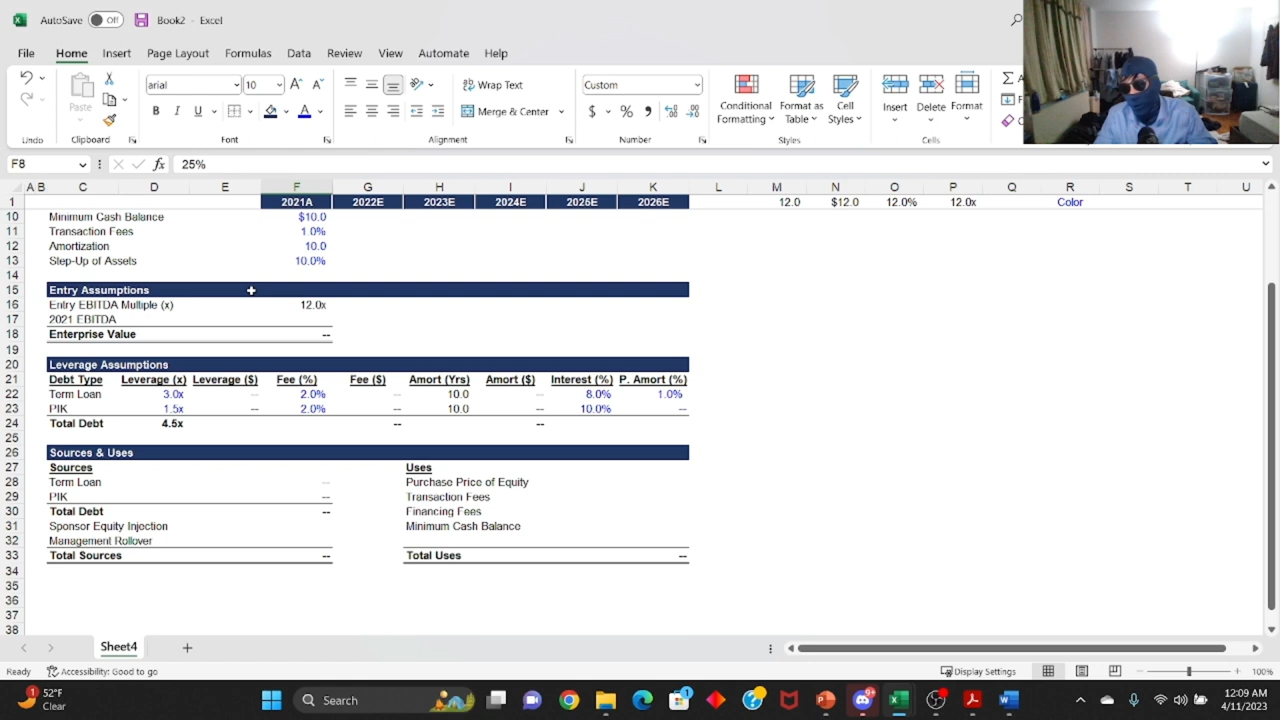 AutoSave Off Book2 - Excel
File Home Insert Page Layout Formulas Data Review View Automate Help
Paste arial 10 Wrap Text Custom Conditional Format as Cell Insert Delete Format
B I U Merge & Center $ % Formatting Table Styles
Undo Clipboard Font Alignment Number Styles Cells
F8 fx 25%
A B C D E F G H I J K L M N O P Q R S T U
1 2021A 2022E 2023E 2024E 2025E 2026E 12.0 $12.0 12.0% 12.0x Color
10 Minimum Cash Balance $10.0
11 Transaction Fees 1.0%
12 Amortization 10.0
13 Step-Up of Assets 10.0%
14
15 Entry Assumptions
16 Entry EBITDA Multiple (x) 12.0x
17 2021 EBITDA
18 Enterprise Value --
19
20 Leverage Assumptions
21 Debt Type Leverage (x) Leverage ($) Fee (%) Fee ($) Amort (Yrs) Amort ($) Interest (%) P. Amort (%)
22 Term Loan 3.0x -- 2.0% -- 10.0 -- 8.0% 1.0%
23 PIK 1.5x -- 2.0% -- 10.0 -- 10.0% --
24 Total Debt 4.5x -- --
25
26 Sources & Uses
27 Sources Uses
28 Term Loan -- Purchase Price of Equity
29 PIK -- Transaction Fees
30 Total Debt -- Financing Fees
31 Sponsor Equity Injection Minimum Cash Balance
32 Management Rollover
33 Total Sources -- Total Uses --
34
35
36
37
38
Sheet4
Ready Accessibility: Good to go Display Settings 100%
1 52°F Clear Search 1 9+ 12:09 AM 4/11/2023